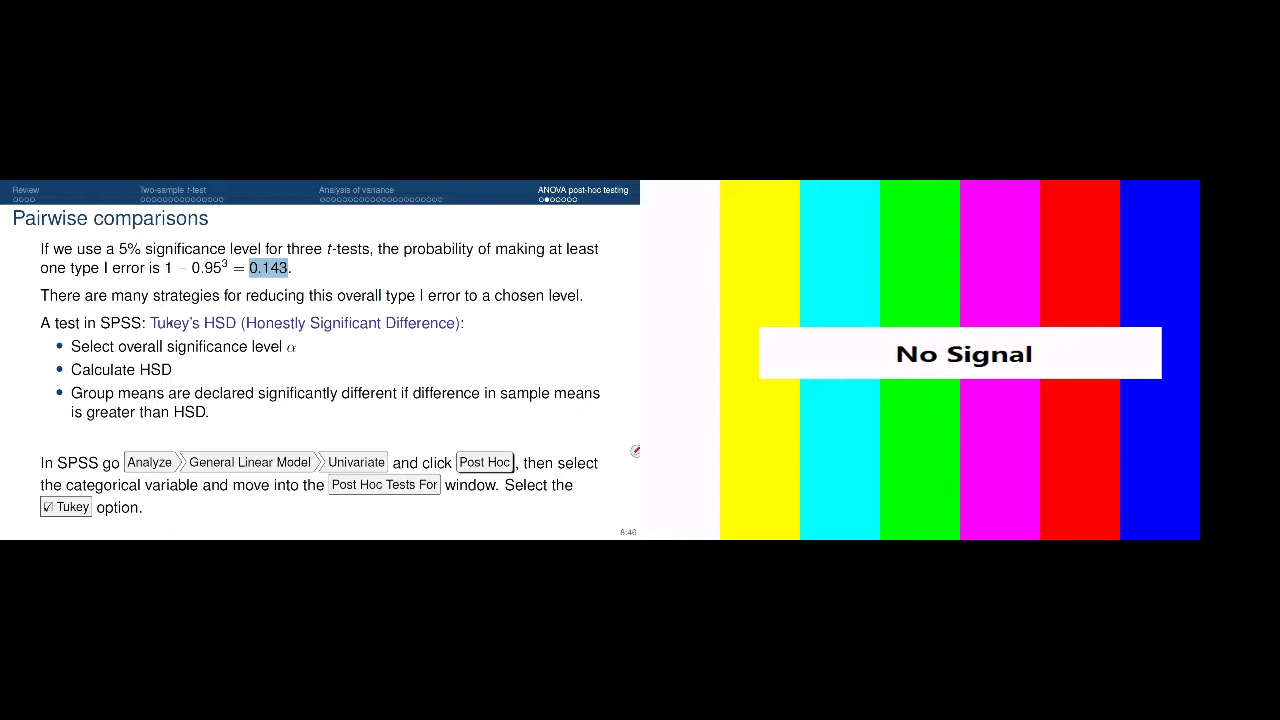 Review Two-sample t-test Analysis of variance ANOVA post-hoc testing
Pairwise comparisons
If we use a 5% significance level for three t-tests, the probability of making at least
one type I error is 1 − 0.95³ = 0.143.
There are many strategies for reducing this overall type I error to a chosen level.
A test in SPSS: Tukey's HSD (Honestly Significant Difference):
• Select overall significance level α
• Calculate HSD
• Group means are declared significantly different if difference in sample means
is greater than HSD.
In SPSS go Analyze General Linear Model Univariate and click Post Hoc, then select
the categorical variable and move into the Post Hoc Tests For window. Select the
☑ Tukey option.
8:46
No Signal